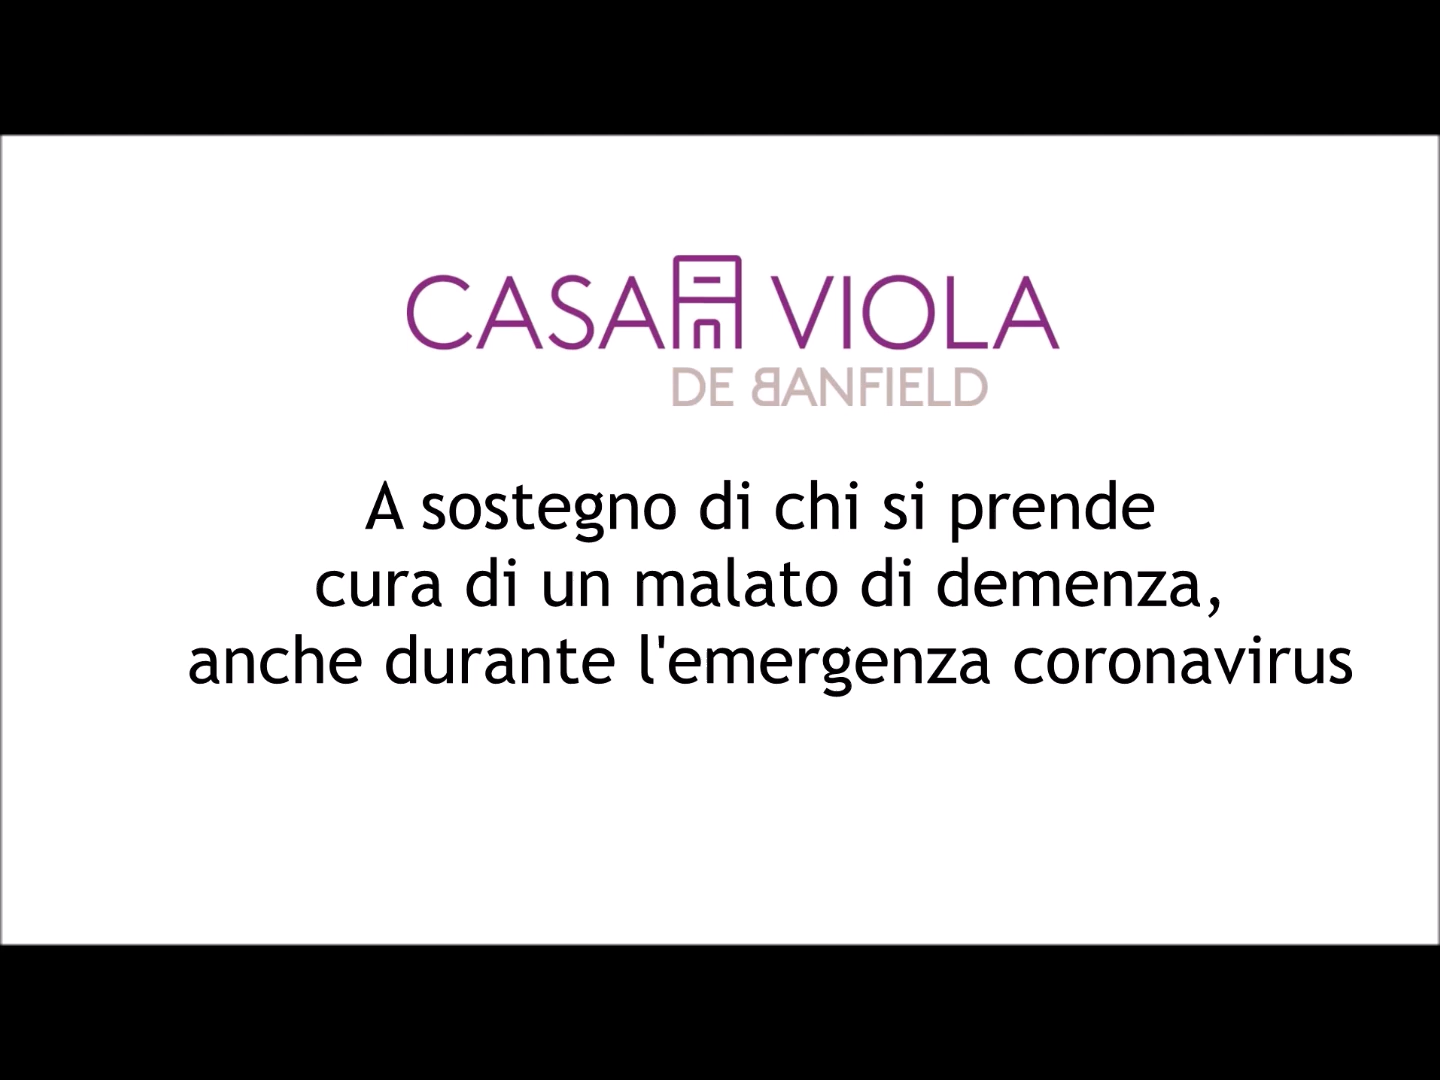 CASA VIOLA
DE BANFIELD
A sostegno di chi si prende
cura di un malato di demenza,
anche durante l'emergenza coronavirus